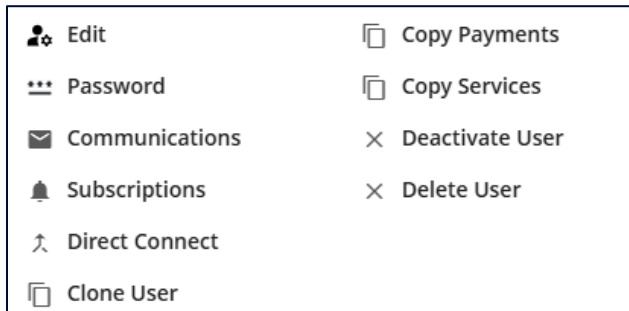 Edit
Password
Communications
Subscriptions
Direct Connect
Clone User
Copy Payments
Copy Services
Deactivate User
Delete User